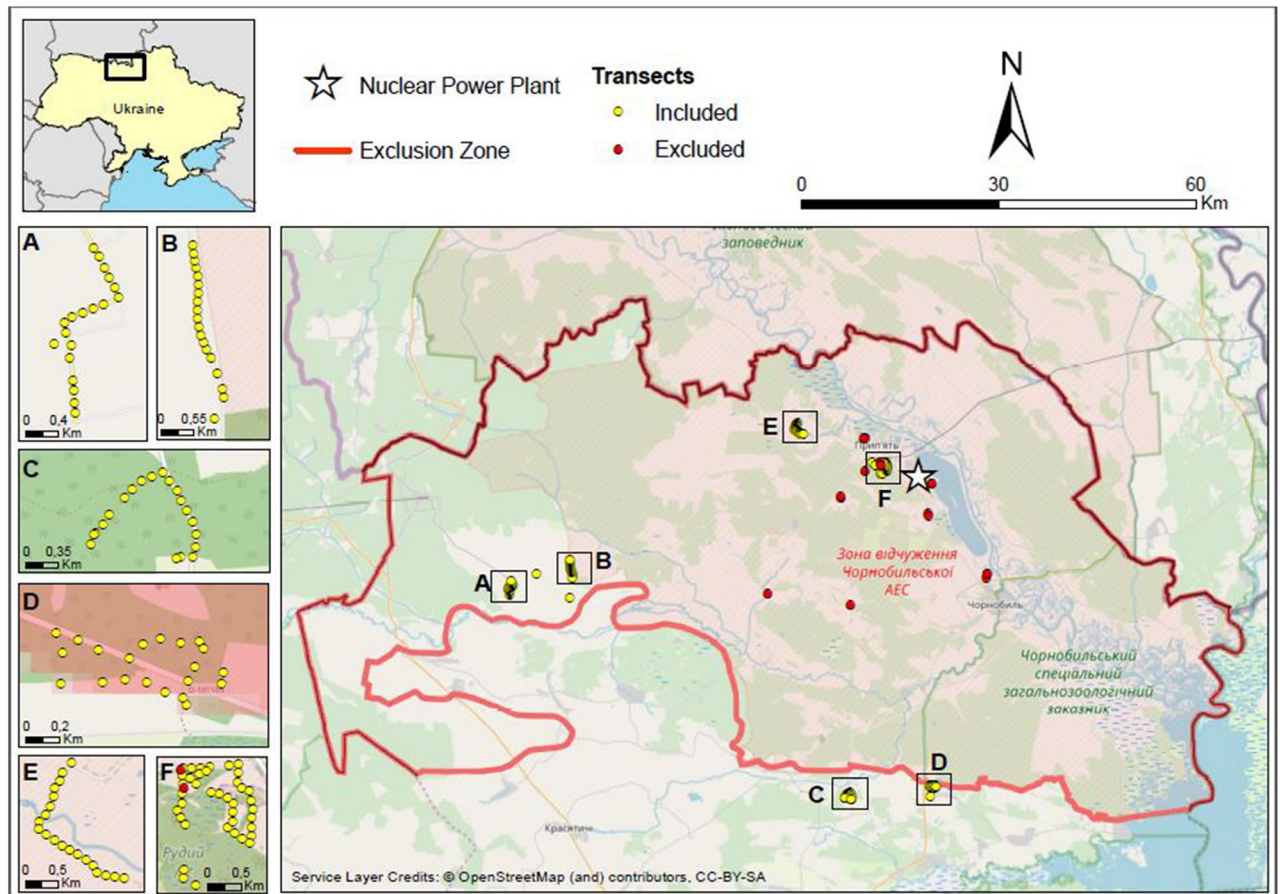 Ukraine
Nuclear Power Plant
Exclusion Zone
Transects
Included
Excluded
N
0 30 60
Km
A
0 0.4
Km
B
0 0,55
Km
C
0 0,35
Km
D
0 0,2
Km
E
0 0.5
Km
F
Рудий
0 0.5
Km
заповедник
E
Прип'ять
F
B
A
Зона відчуження
Чорнобильської
АЕС
Чорнобиль
Чорнобильський
спеціальний
загальнозоологічний
заказник
D
C
Красятичі
Service Layer Credits: © OpenStreetMap (and) contributors, CC-BY-SA